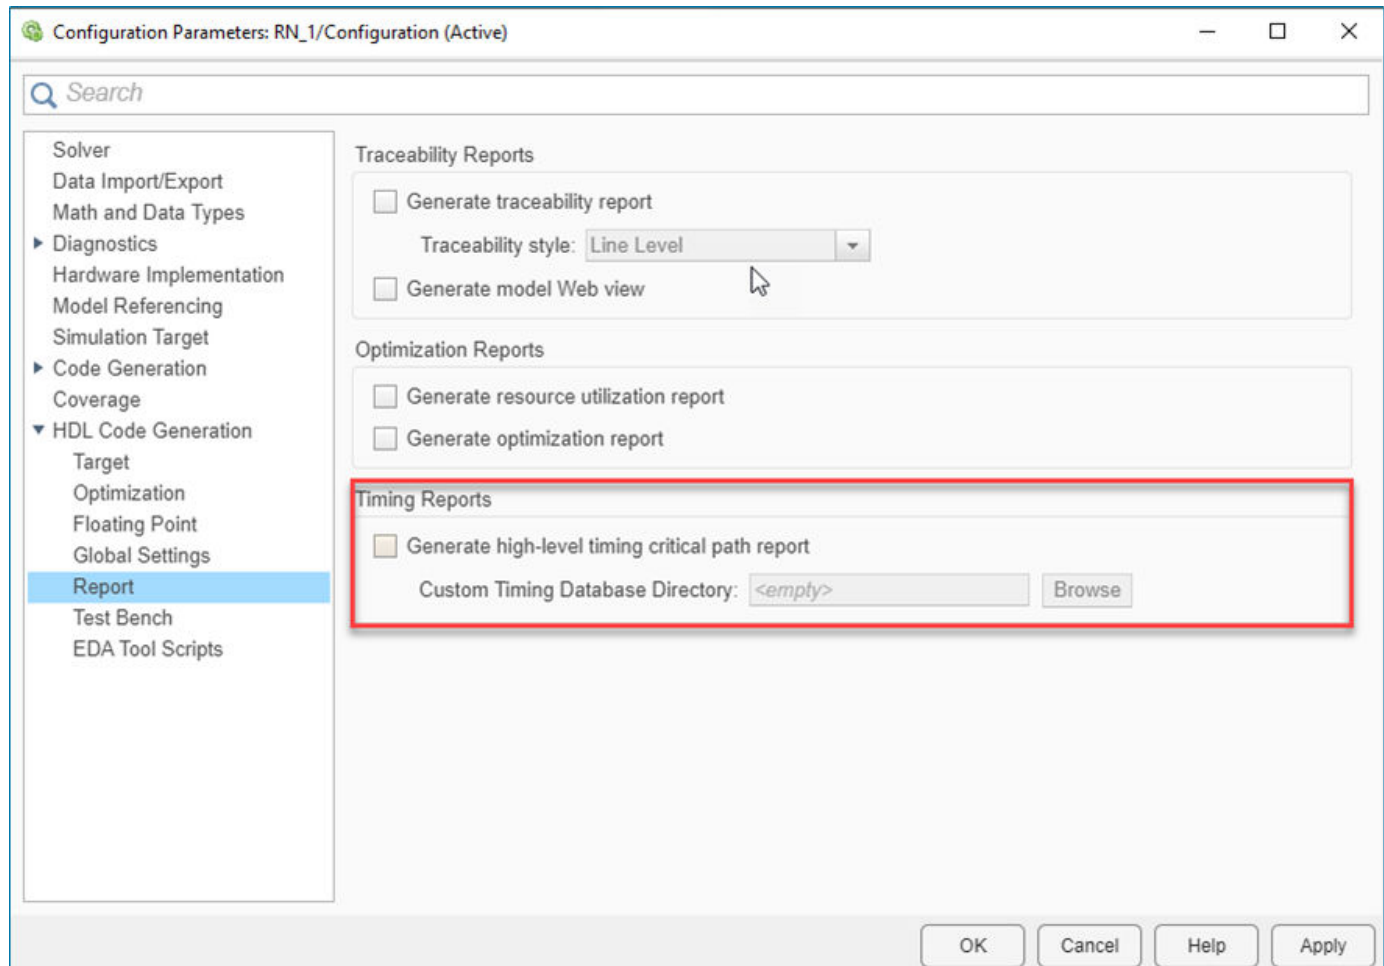 Configuration Parameters: RN_1/Configuration (Active)
Search
Solver
Data Import/Export
Math and Data Types
Diagnostics
Hardware Implementation
Model Referencing
Simulation Target
Code Generation
Coverage
HDL Code Generation
Target
Optimization
Floating Point
Global Settings
Report
Test Bench
EDA Tool Scripts
Traceability Reports
Generate traceability report
Traceability style: Line Level
Generate model Web view
Optimization Reports
Generate resource utilization report
Generate optimization report
Timing Reports
Generate high-level timing critical path report
Custom Timing Database Directory: <empty> Browse
OK Cancel Help Apply